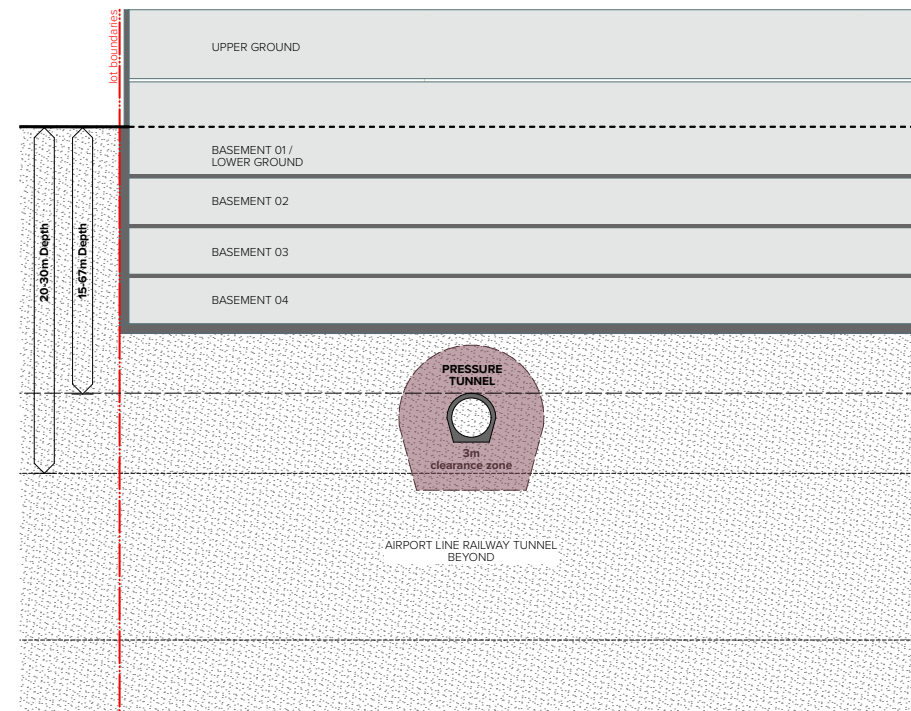 lot boundaries
UPPER GROUND
BASEMENT 01 /
LOWER GROUND
BASEMENT 02
BASEMENT 03
BASEMENT 04
20-30m Depth
15-67m Depth
PRESSURE
TUNNEL
3m
clearance zone
AIRPORT LINE RAILWAY TUNNEL
BEYOND